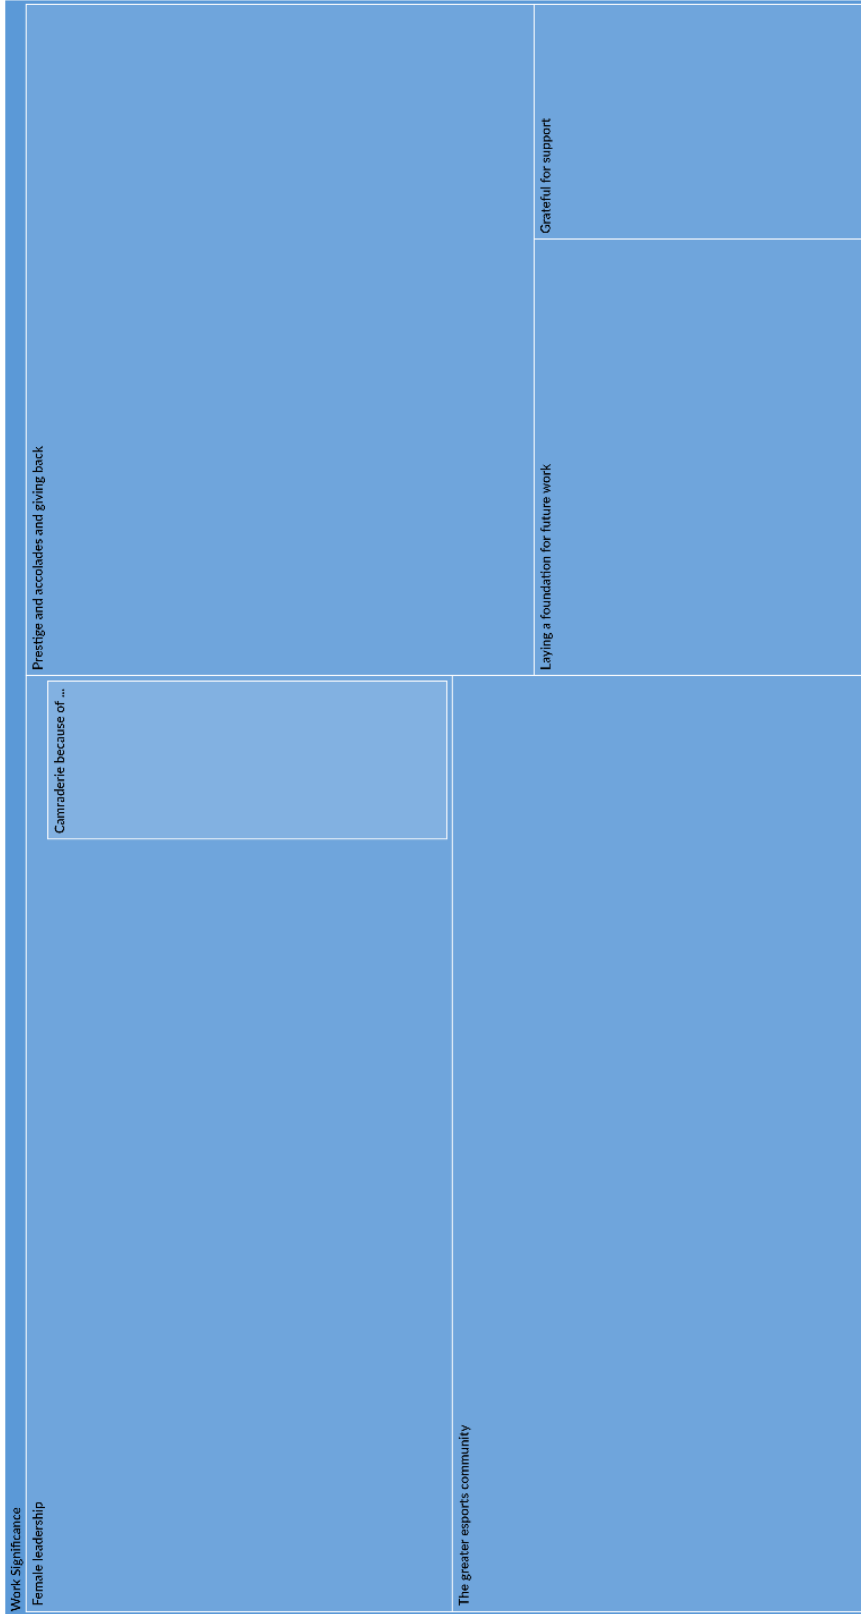 Work Significance
Female leadership
Camraderie because of ...
Prestige and accolades and giving back
The greater esports community
Laying a foundation for future work
Grateful for support